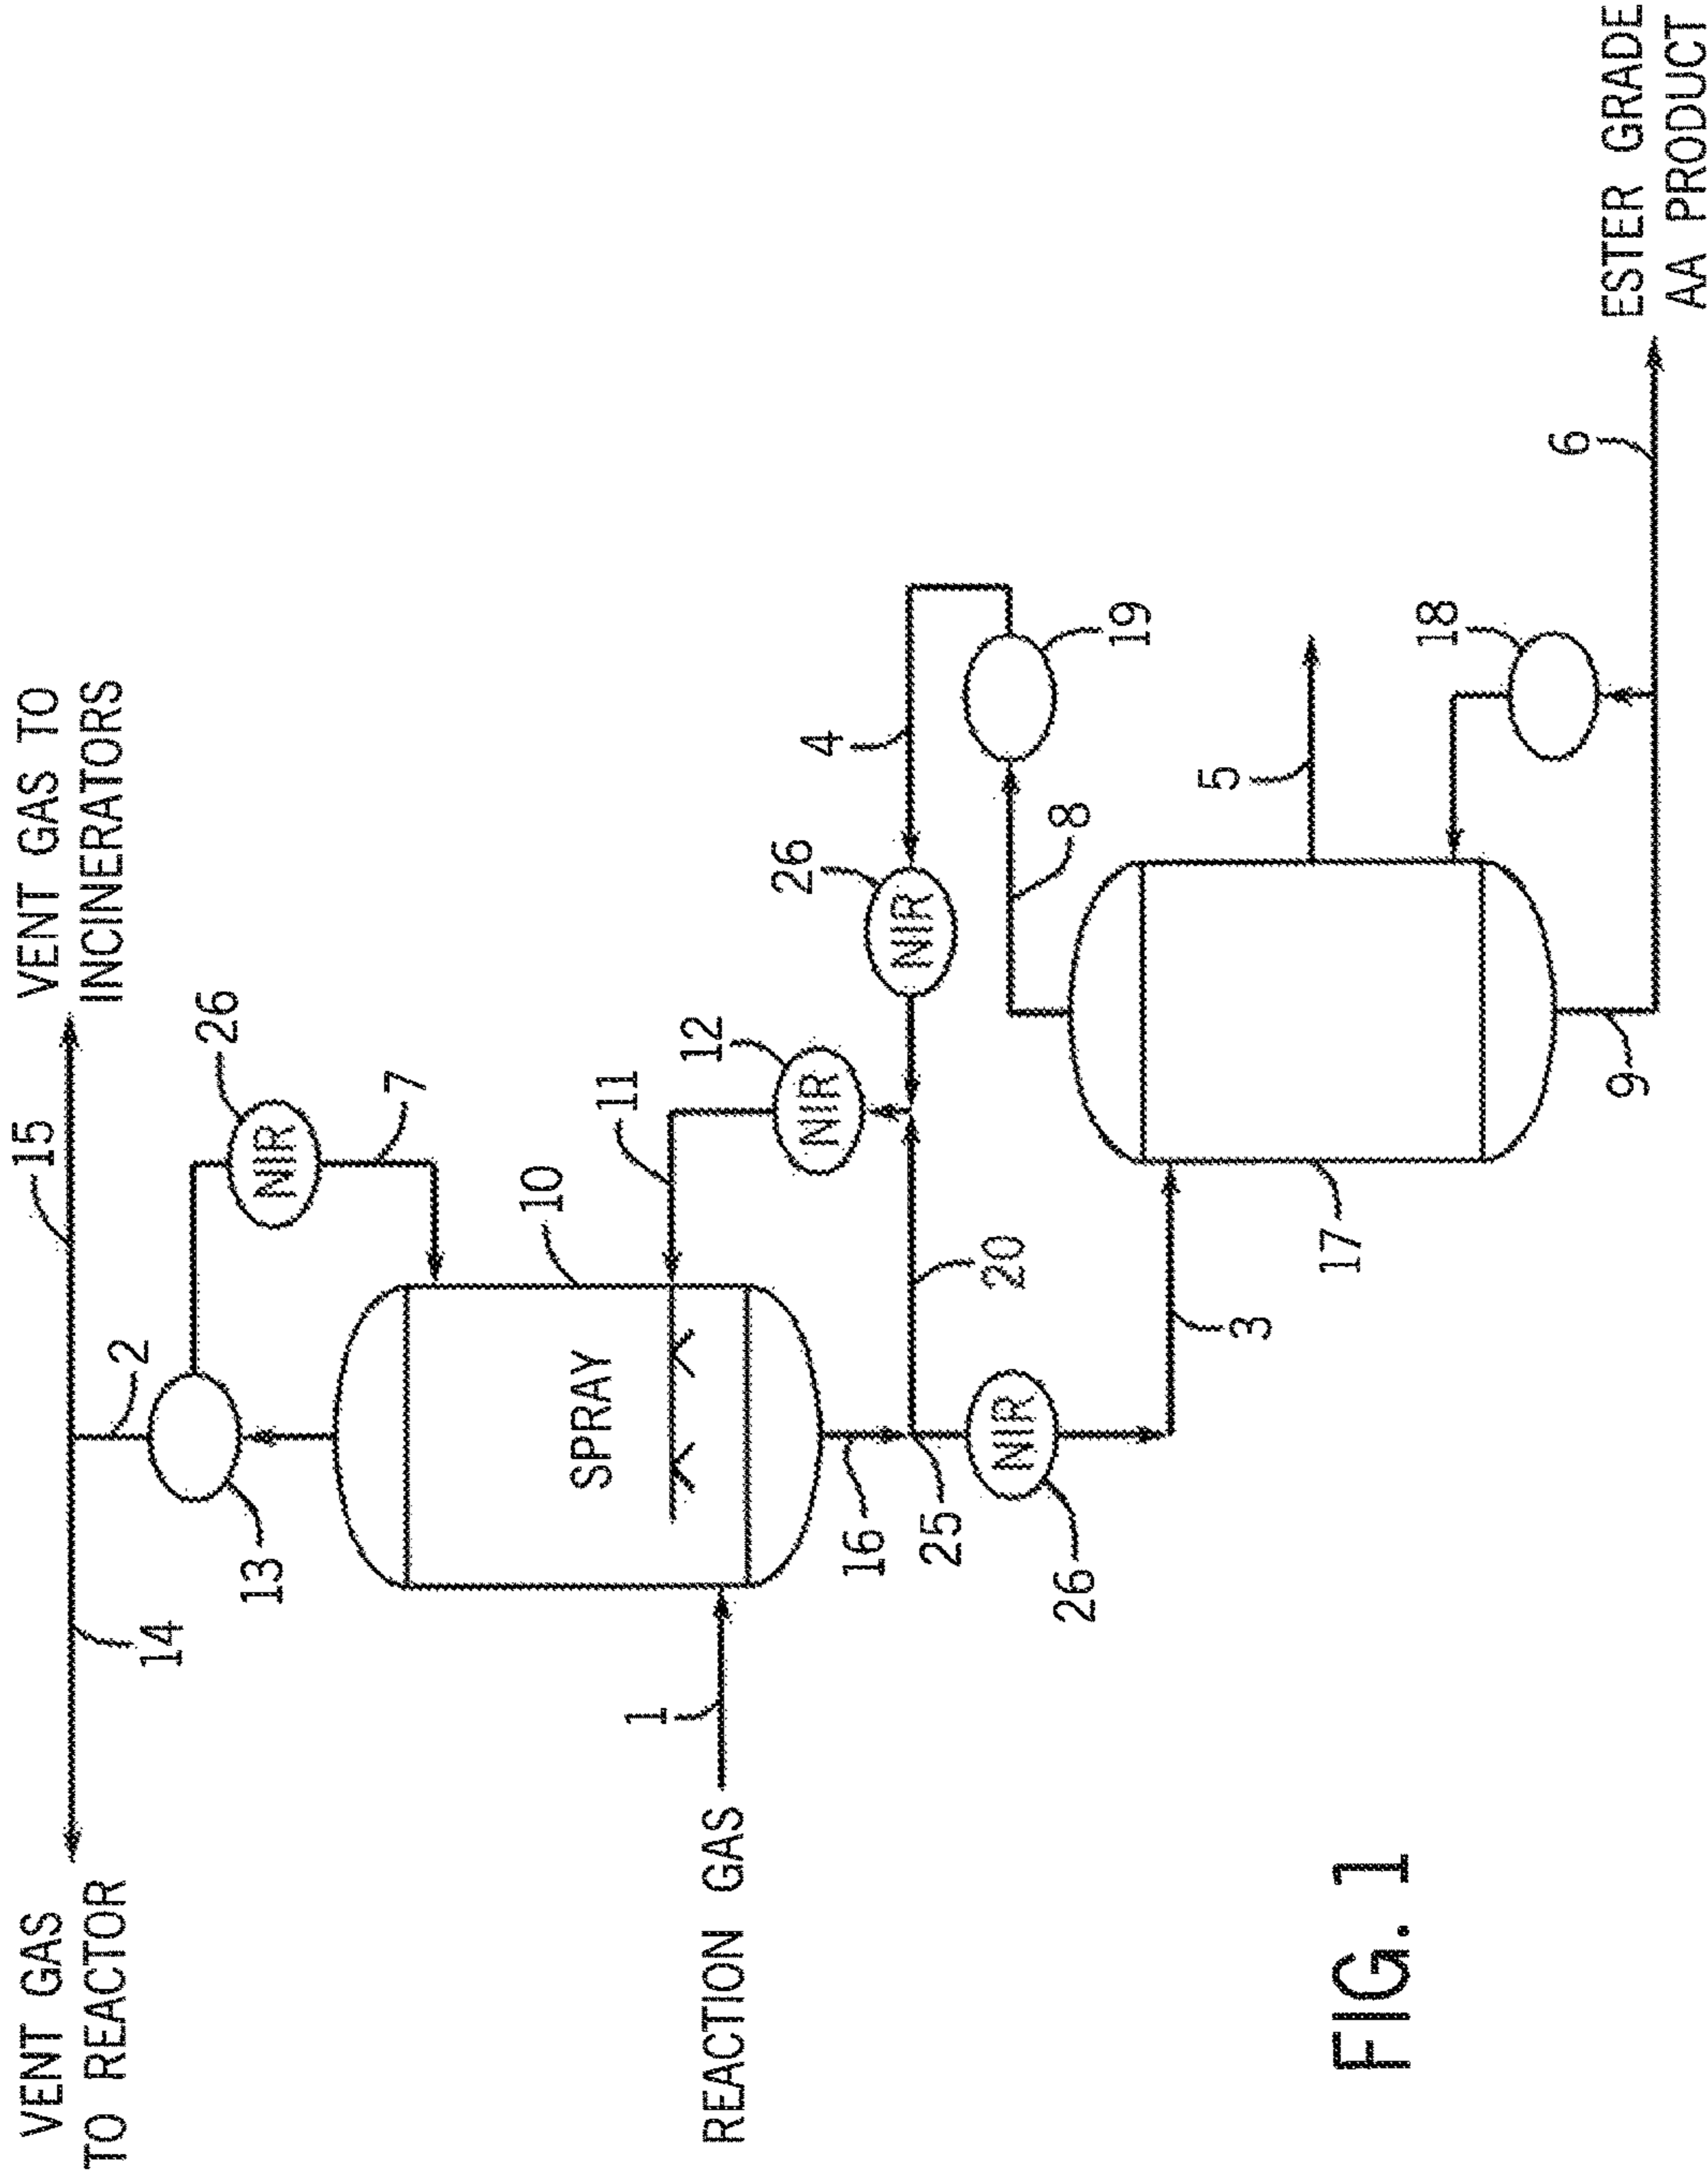 VENT GAS
TO REACTOR
VENT GAS TO
INCINERATORS
14
15
2
13
26
NIR
7
10
SPRAY
11
12
NIR
REACTION GAS
1
16
25
20
26
NIR
4
26
NIR
19
8
3
17
5
18
9
6
ESTER GRADE
AA PRODUCT
FIG. 1